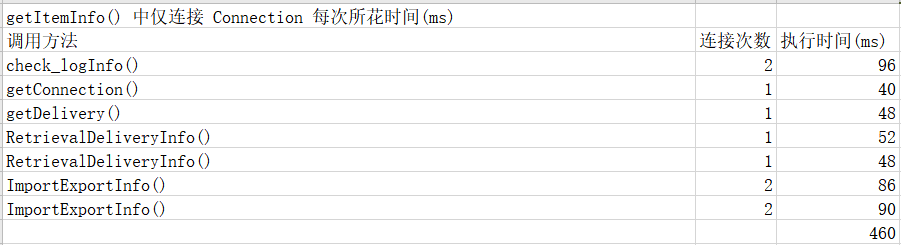 getItemInfo() 中仅连接 Connection 每次所花时间(ms)
调用方法 连接次数 执行时间(ms)
check_logInfo() 2 96
getConnection() 1 40
getDelivery() 1 48
RetrievalDeliveryInfo() 1 52
RetrievalDeliveryInfo() 1 48
ImportExportInfo() 2 86
ImportExportInfo() 2 90
460